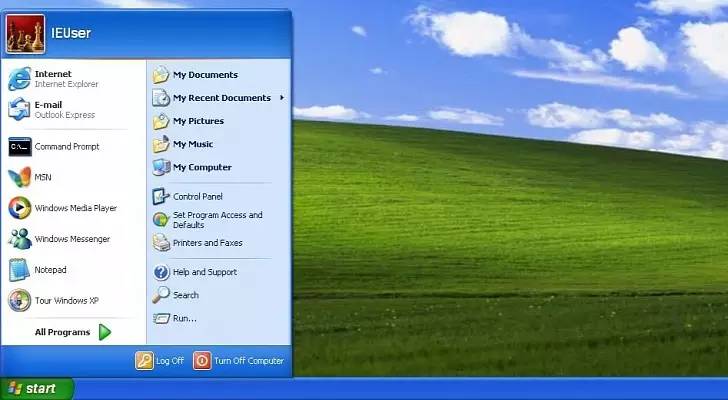 IEUser
Internet
Internet Explorer
E-mail
Outlook Express
Command Prompt
MSN
Windows Media Player
Windows Messenger
Notepad
Tour Windows XP
All Programs
My Documents
My Recent Documents
My Pictures
My Music
My Computer
Control Panel
Set Program Access and
Defaults
Printers and Faxes
Help and Support
Search
Run...
Log Off
Turn Off Computer
start